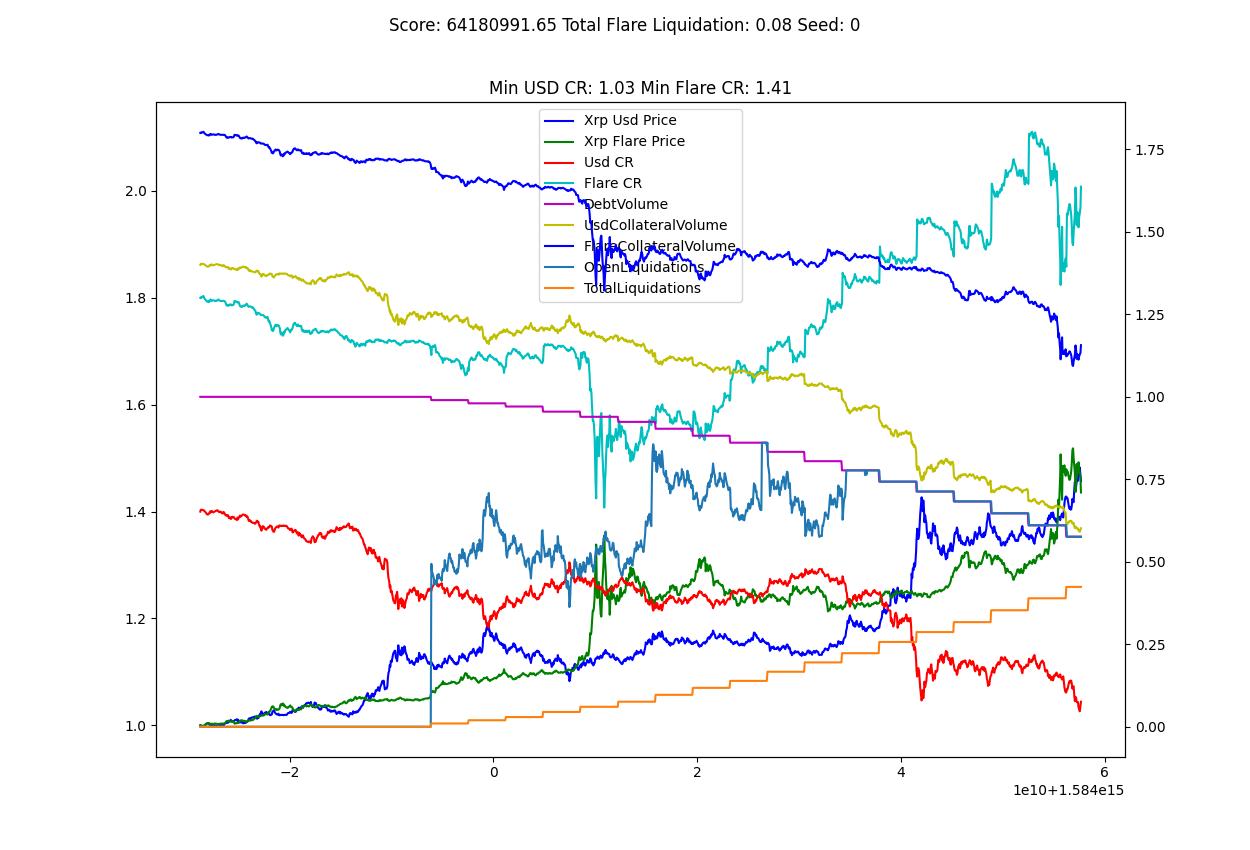 Score: 64180991.65 Total Flare Liquidation: 0.08 Seed: 0
Min USD CR: 1.03 Min Flare CR: 1.41
Xrp Usd Price
Xrp Flare Price
Usd CR
Flare CR
DebtVolume
UsdCollateralVolume
FlareCollateralVolume
OpenLiquidations
TotalLiquidations
2.0
1.8
1.6
1.4
1.2
1.0
1.75
1.50
1.25
1.00
0.75
0.50
0.25
0.00
−2
0
2
4
6
1e10+1.584e15